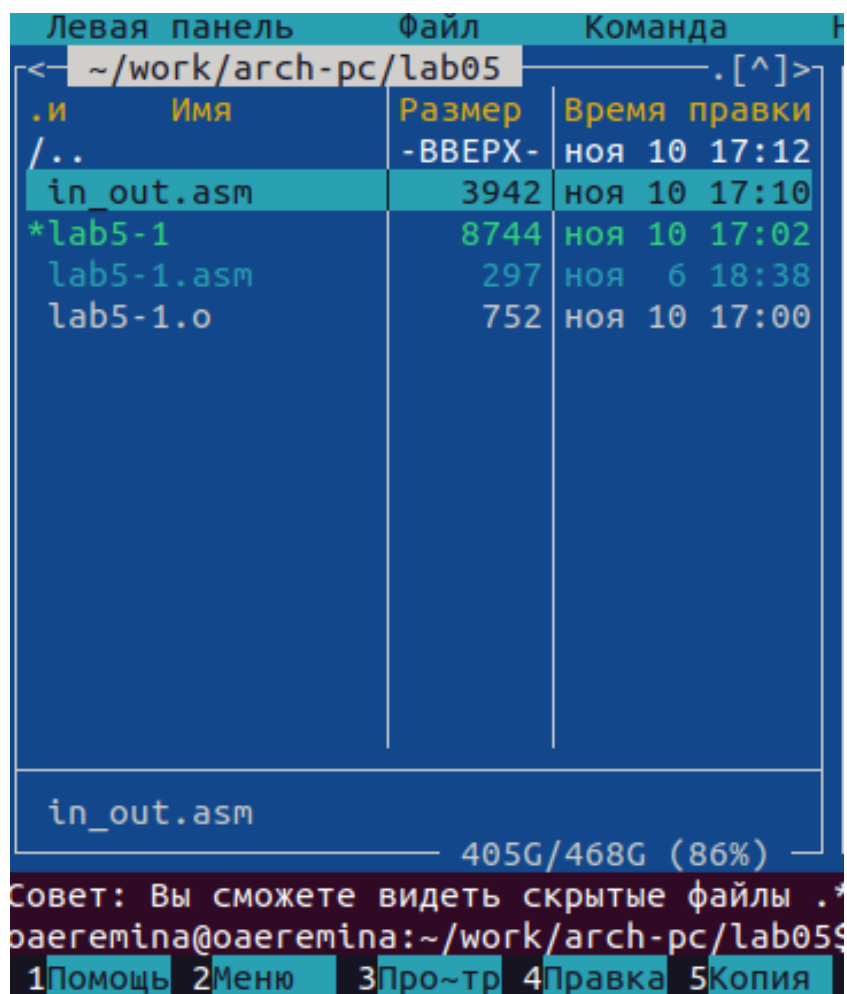 Левая панель Файл Команда
<─ ~/work/arch-pc/lab05 ─.[^]>
.и Имя Размер Время правки
/.. -ВВЕРХ- ноя 10 17:12
in_out.asm 3942 ноя 10 17:10
*lab5-1 8744 ноя 10 17:02
lab5-1.asm 297 ноя 6 18:38
lab5-1.o 752 ноя 10 17:00
in_out.asm
405G/468G (86%)
Совет: Вы сможете видеть скрытые файлы .*
oaeremina@oaeremina:~/work/arch-pc/lab05$
1Помощь 2Меню 3Про~тр 4Правка 5Копия